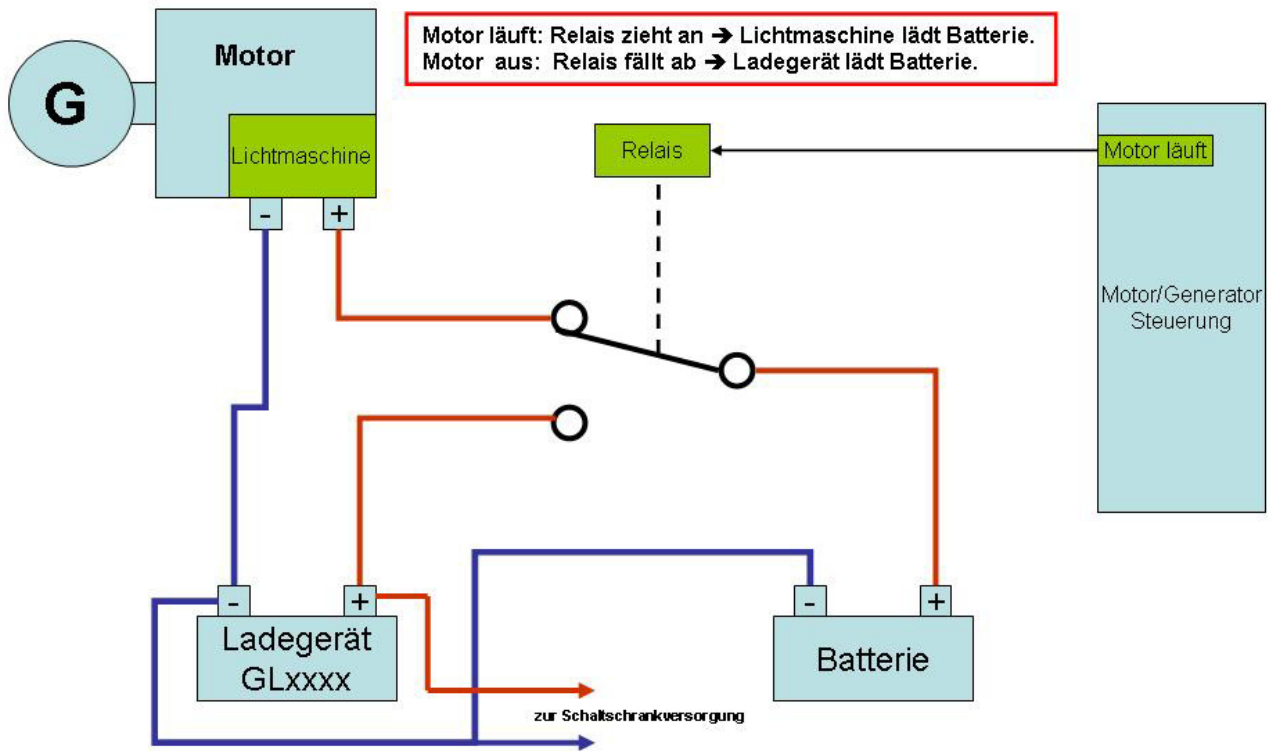 Motor läuft: Relais zieht an ➔ Lichtmaschine lädt Batterie.
Motor aus: Relais fällt ab ➔ Ladegerät lädt Batterie.
G
Motor
Lichtmaschine
-
+
Relais
Motor läuft
Motor/Generator
Steuerung
-
+
Ladegerät
GLxxxx
-
+
Batterie
zur Schaltschrankversorgung